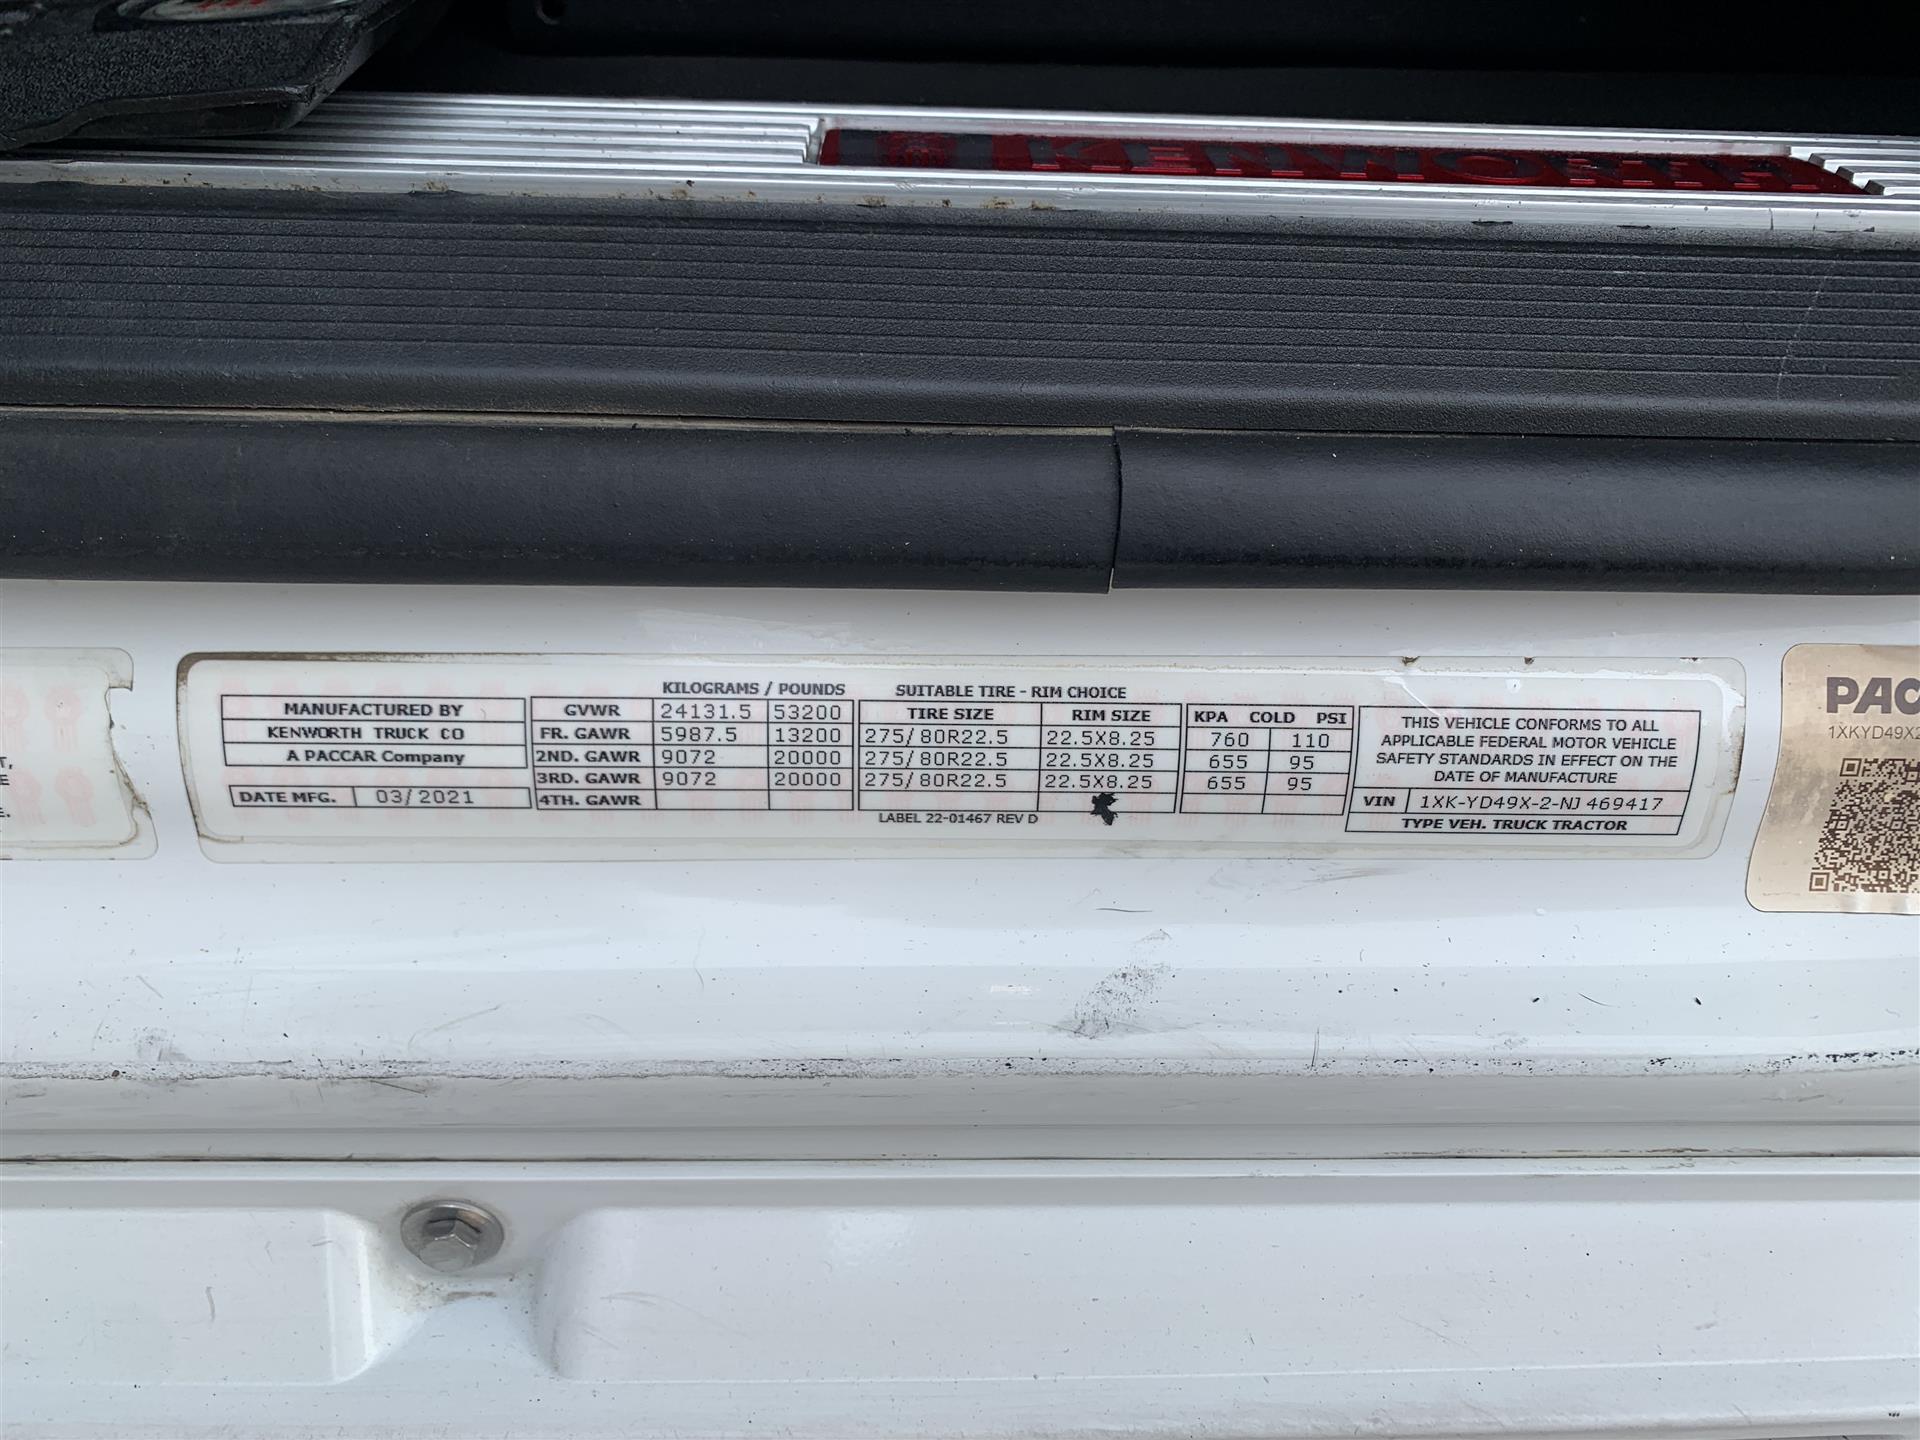 KENWORTH
KILOGRAMS / POUNDS SUITABLE TIRE - RIM CHOICE
MANUFACTURED BY
KENWORTH TRUCK CO
A PACCAR Company
DATE MFG. 03/2021
GVWR 24131.5 53200 TIRE SIZE RIM SIZE KPA COLD PSI
FR. GAWR 5987.5 13200 275/80R22.5 22.5X8.25 760 110
2ND. GAWR 9072 20000 275/80R22.5 22.5X8.25 655 95
3RD. GAWR 9072 20000 275/80R22.5 22.5X8.25 655 95
4TH. GAWR
LABEL 22-01467 REV D
THIS VEHICLE CONFORMS TO ALL
APPLICABLE FEDERAL MOTOR VEHICLE
SAFETY STANDARDS IN EFFECT ON THE
DATE OF MANUFACTURE
VIN 1XK-YD49X-2-NJ 469417
TYPE VEH. TRUCK TRACTOR
PAC
1XKYD49X2